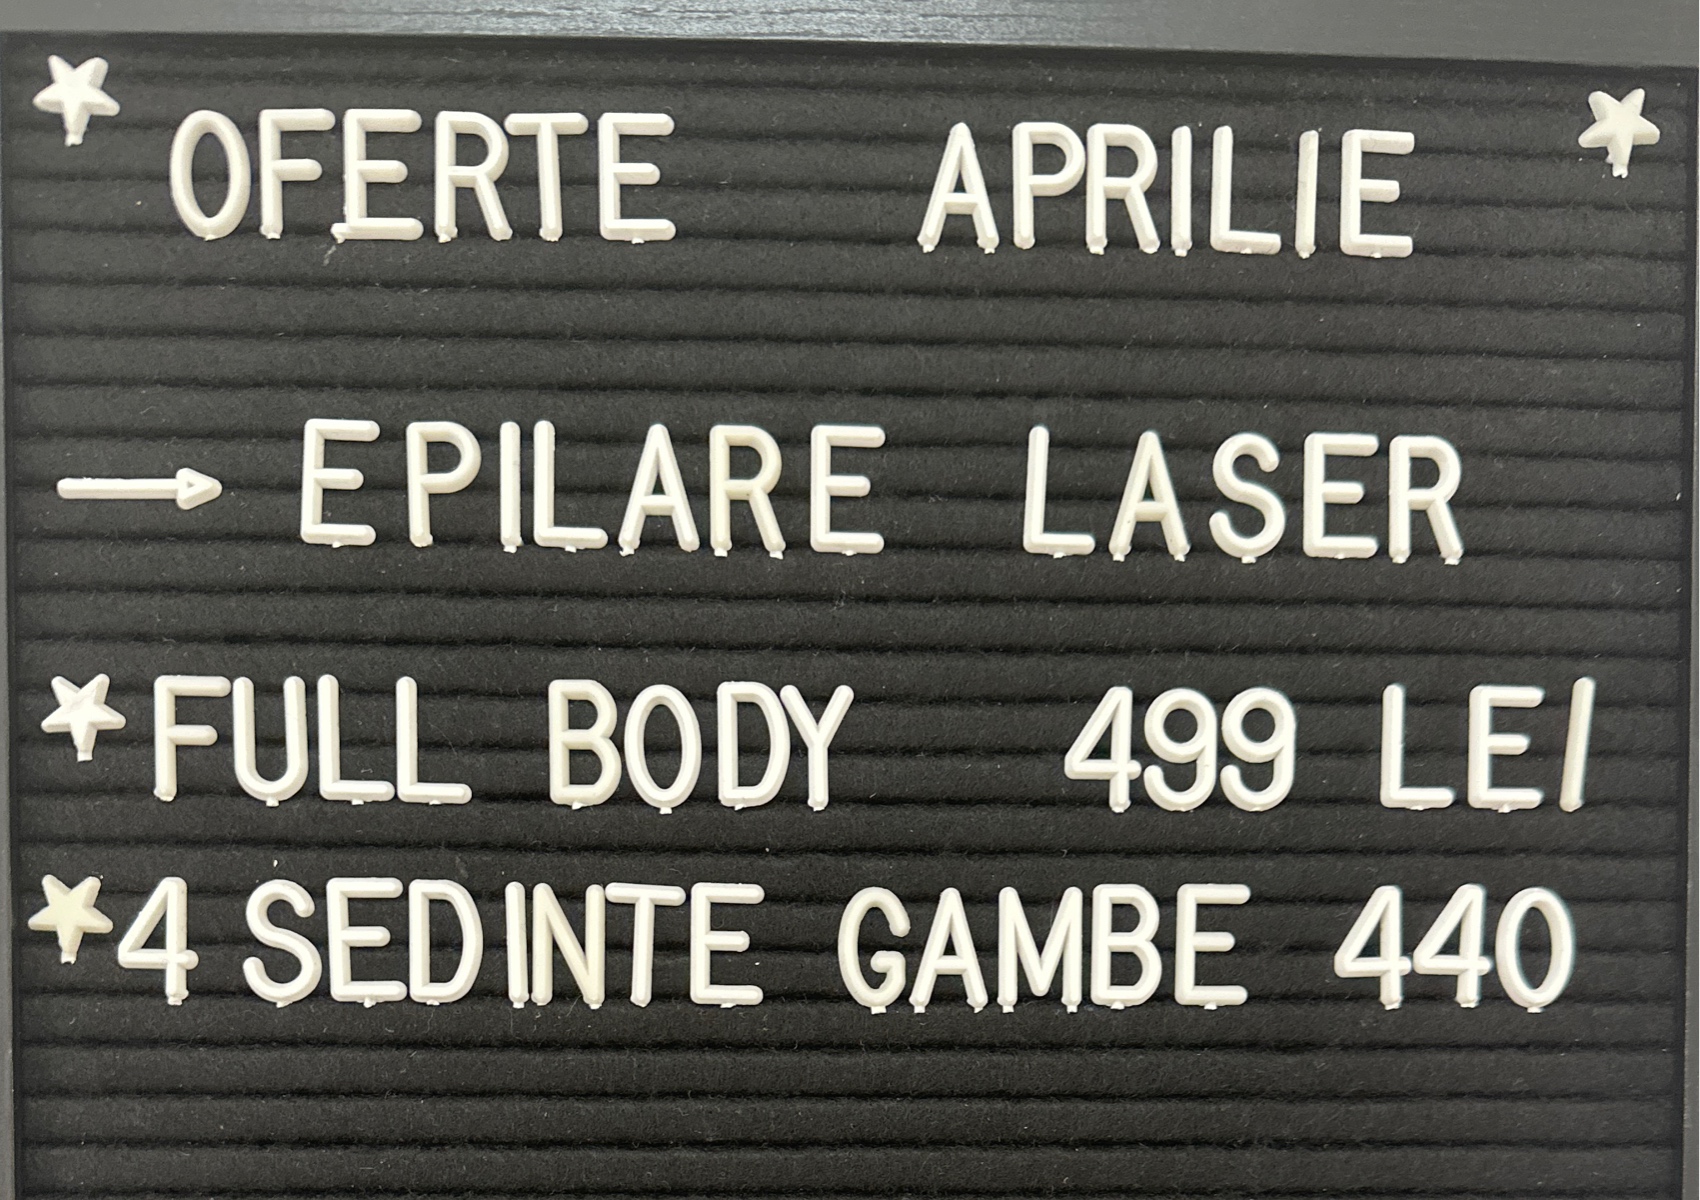 OFERTE APRILIE
→ EPILARE LASER
FULL BODY 499 LEI
4 SEDINTE GAMBE 440